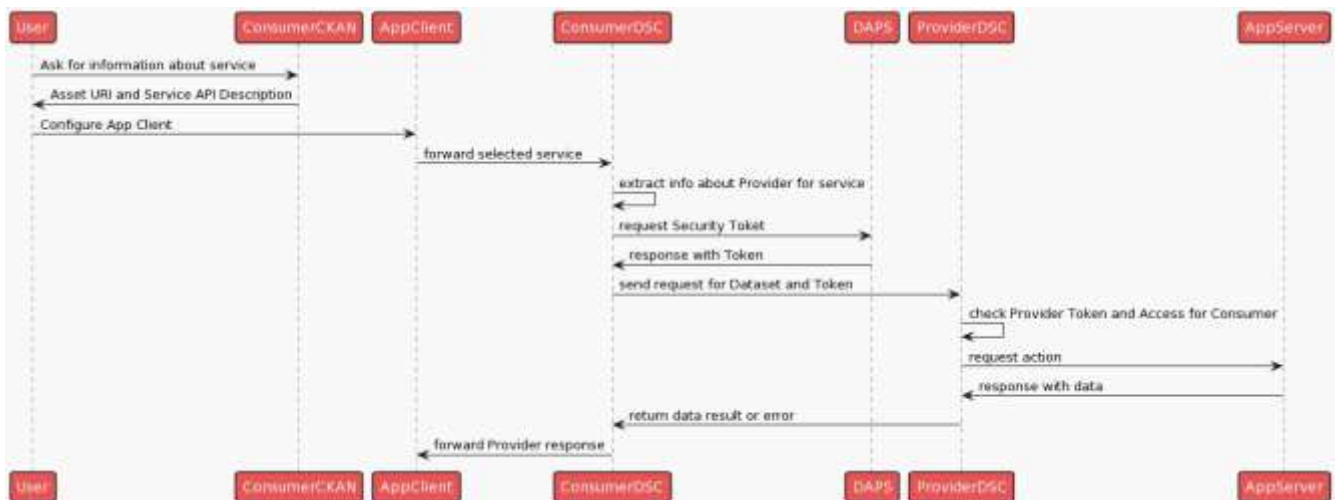 User ConsumerCKAN AppClient ConsumerDSC DAPS ProviderDSC AppServer
Ask for information about service
Asset URI and Service API Description
Configure App Client
forward selected service
extract info about Provider for service
request Security Toket
response with Token
send request for Dataset and Token
check Provider Token and Access for Consumer
request action
response with data
return data result or error
forward Provider response
User ConsumerCKAN AppClient ConsumerDSC DAPS ProviderDSC AppServer